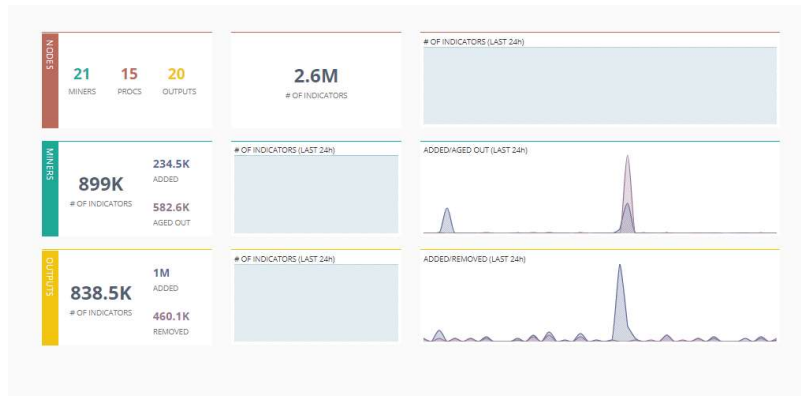 NODES
21 15 20
MINERS PROCS OUTPUTS
2.6M
# OF INDICATORS
# OF INDICATORS (LAST 24h)
MINERS
899K
# OF INDICATORS
234.5K
ADDED
582.6K
AGED OUT
# OF INDICATORS (LAST 24h)
ADDED/AGED OUT (LAST 24h)
OUTPUTS
838.5K
# OF INDICATORS
1M
ADDED
460.1K
REMOVED
# OF INDICATORS (LAST 24h)
ADDED/REMOVED (LAST 24h)